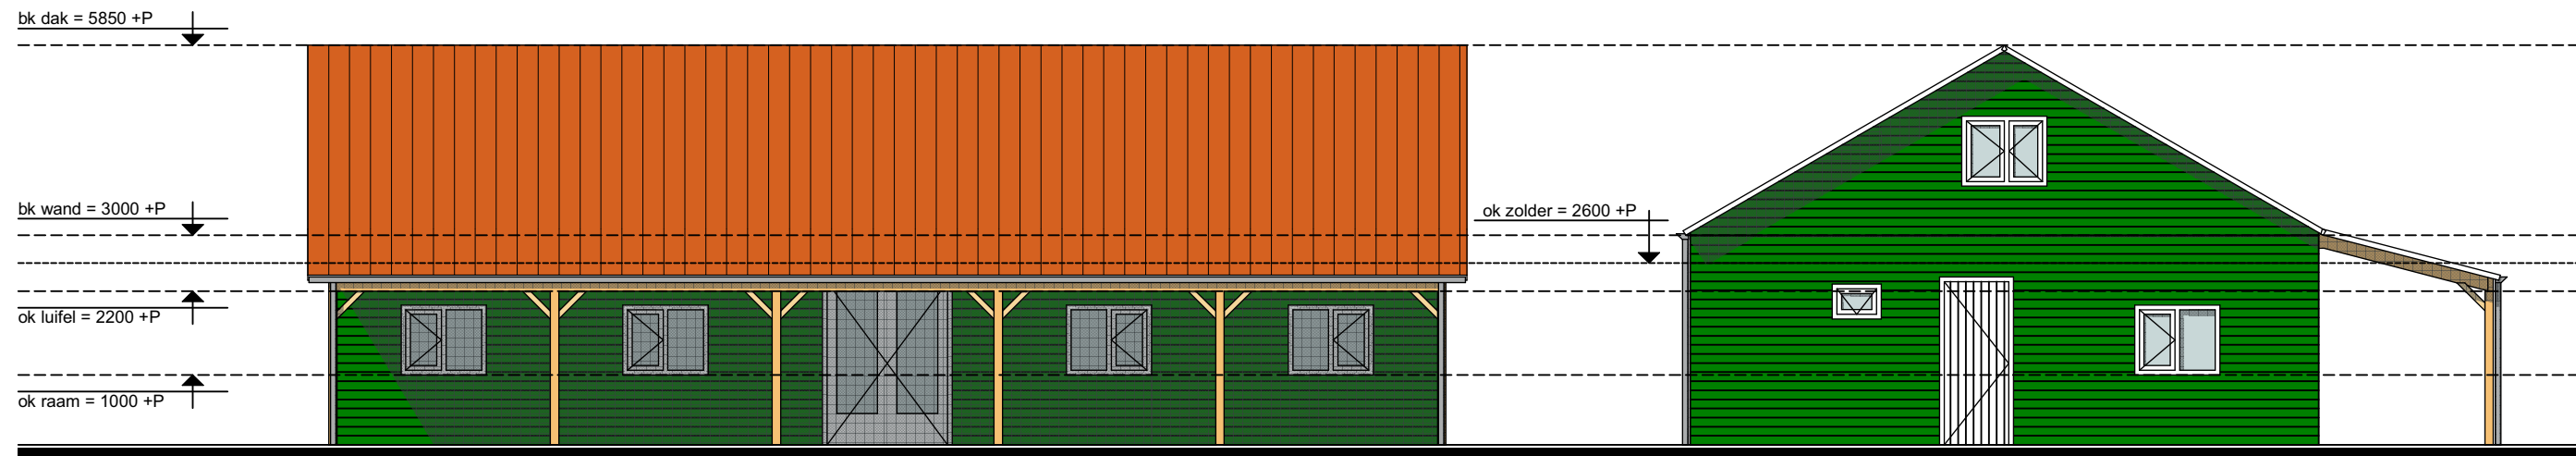 bk dak = 5850 +P
bk wand = 3000 +P
ok zolder = 2600 +P
ok luifel = 2200 +P
ok raam = 1000 +P